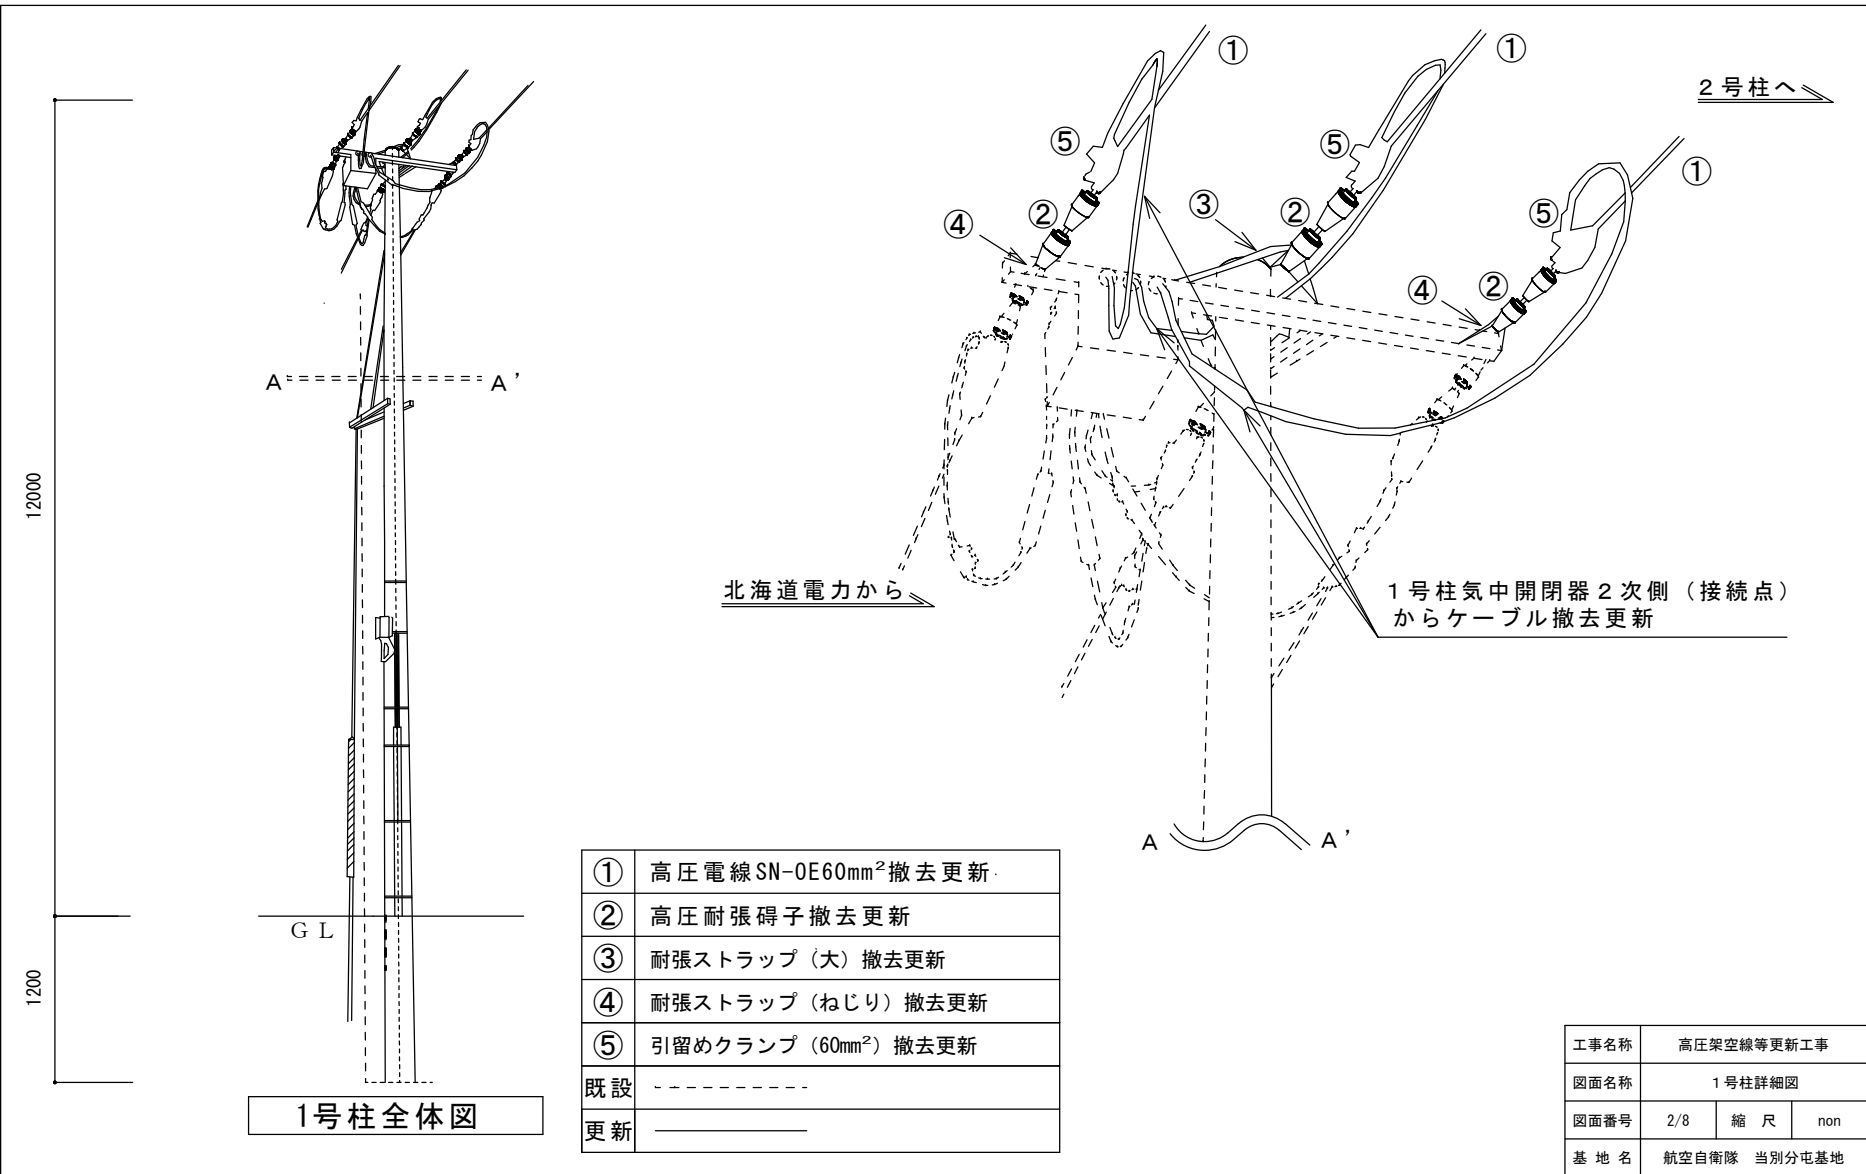 ①
①
①
2号柱へ
⑤
⑤
⑤
④
②
③
②
④
②
A
A'
12000
1200
GL
北海道電力から
1号柱気中開閉器2次側（接続点）
からケーブル撤去更新
A
A'
1号柱全体図
① 高圧電線SN-OE60mm²撤去更新
② 高圧耐張碍子撤去更新
③ 耐張ストラップ（大）撤去更新
④ 耐張ストラップ（ねじり）撤去更新
⑤ 引留めクランプ（60mm²）撤去更新
既設
更新
工事名称 高圧架空線等更新工事
図面名称 1号柱詳細図
図面番号 2/8 縮尺 non
基地名 航空自衛隊 当別分屯基地